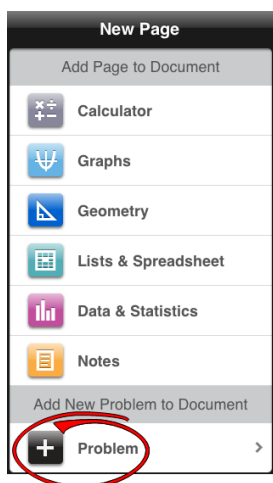 New Page
Add Page to Document
Calculator
Graphs
Geometry
Lists & Spreadsheet
Data & Statistics
Notes
Add New Problem to Document
Problem